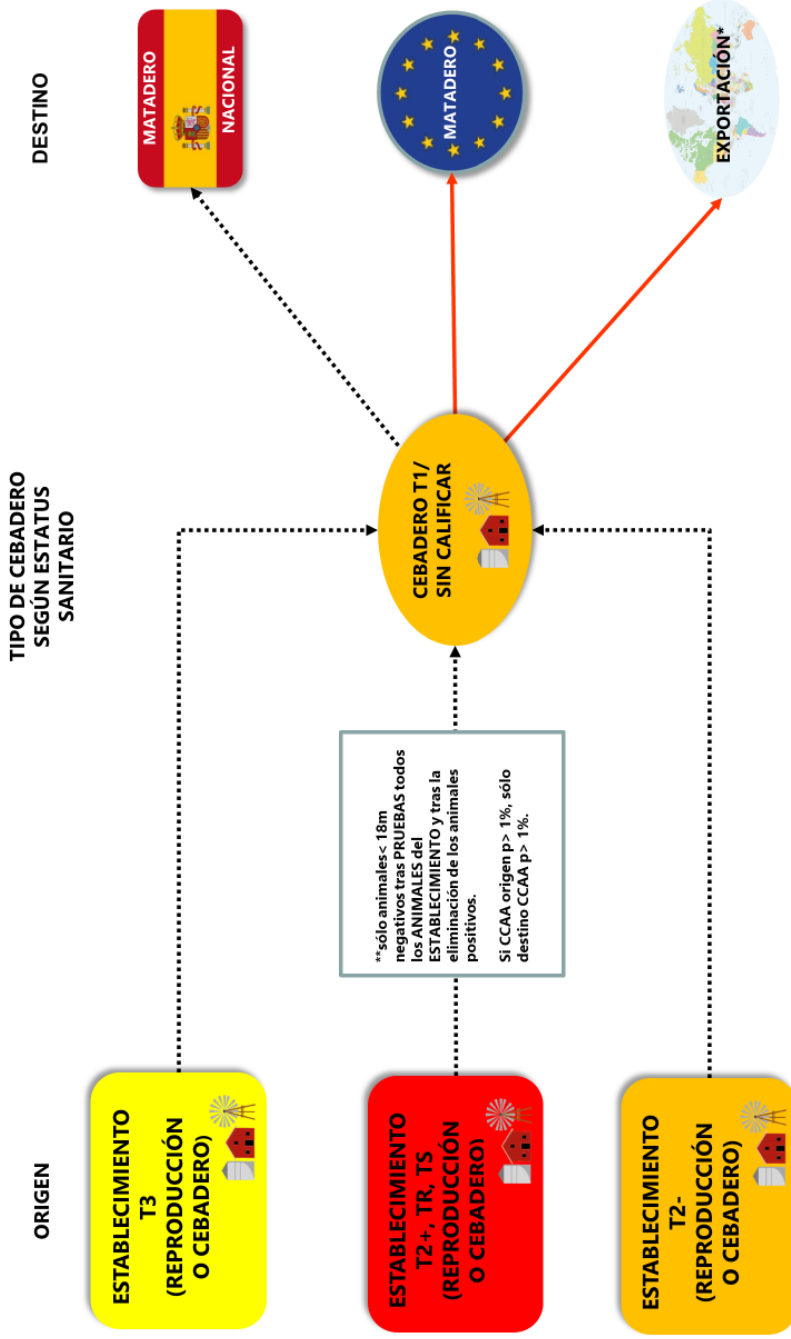 ORIGEN
TIPO DE CEBADERO
SEGÚN ESTATUS
SANITARIO
DESTINO
ESTABLECIMIENTO
T3
(REPRODUCCIÓN
O CEBADERO)
ESTABLECIMIENTO
T2+, TR, TS
(REPRODUCCIÓN
O CEBADERO)
ESTABLECIMIENTO
T2-
(REPRODUCCIÓN
O CEBADERO)
**sólo animales< 18m
negativos tras PRUEBAS todos
los ANIMALES del
ESTABLECIMIENTO y tras la
eliminación de los animales
positivos.
Si CCAA origen p> 1%, sólo
destino CCAA p> 1%.
CEBADERO T1/
SIN CALIFICAR
MATADERO
NACIONAL
MATADERO
EXPORTACIÓN*